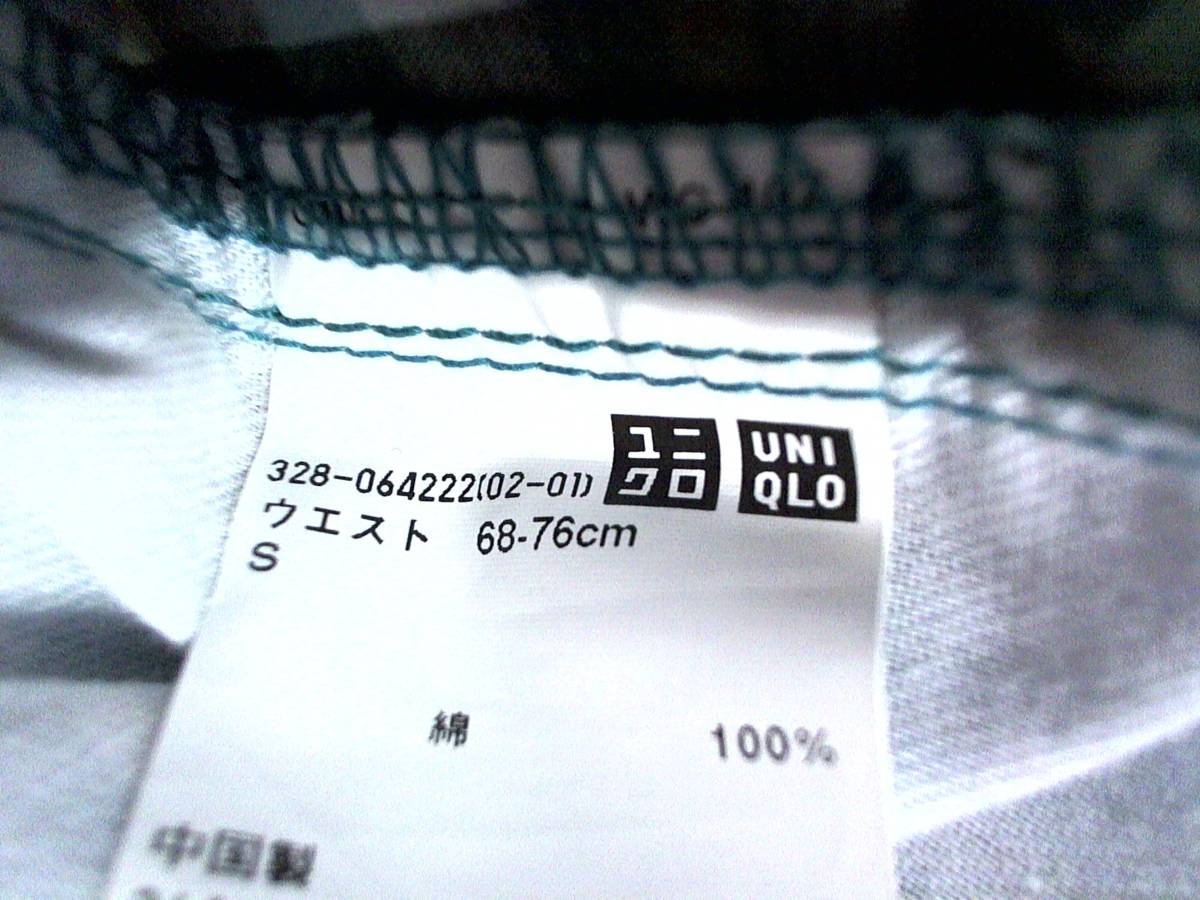 ユニ
クロ
UNI
QLO
328-064222(02-01)
ウエスト 68-76cm
S
綿 100%
中国製